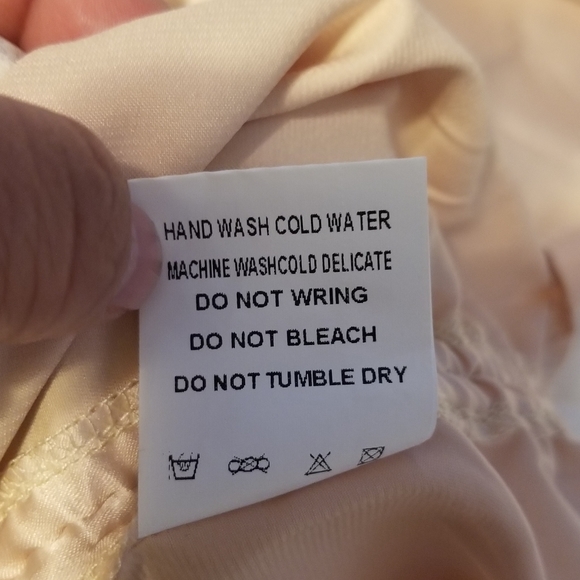 HAND WASH COLD WATER
MACHINE WASHCOLD DELICATE
DO NOT WRING
DO NOT BLEACH
DO NOT TUMBLE DRY